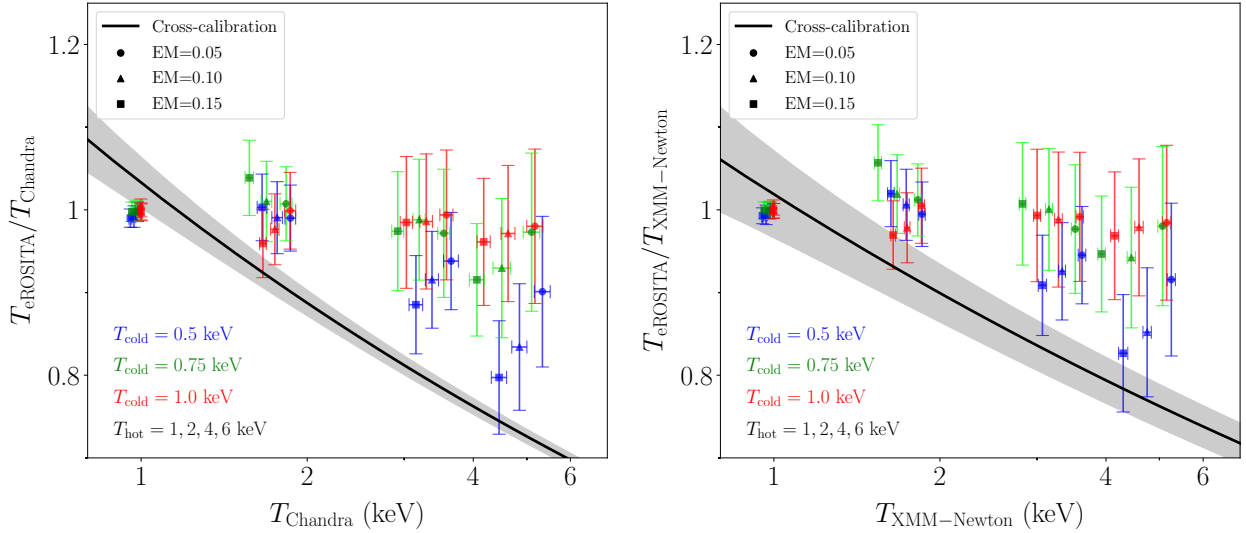 Cross-calibration
EM=0.05
EM=0.10
EM=0.15
1.2
1
0.8
T_eROSITA/T_Chandra
T_cold = 0.5 keV
T_cold = 0.75 keV
T_cold = 1.0 keV
T_hot = 1, 2, 4, 6 keV
1 2 4 6
T_Chandra (keV)
Cross-calibration
EM=0.05
EM=0.10
EM=0.15
1.2
1
0.8
T_eROSITA/T_XMM−Newton
T_cold = 0.5 keV
T_cold = 0.75 keV
T_cold = 1.0 keV
T_hot = 1, 2, 4, 6 keV
1 2 4 6
T_XMM−Newton (keV)